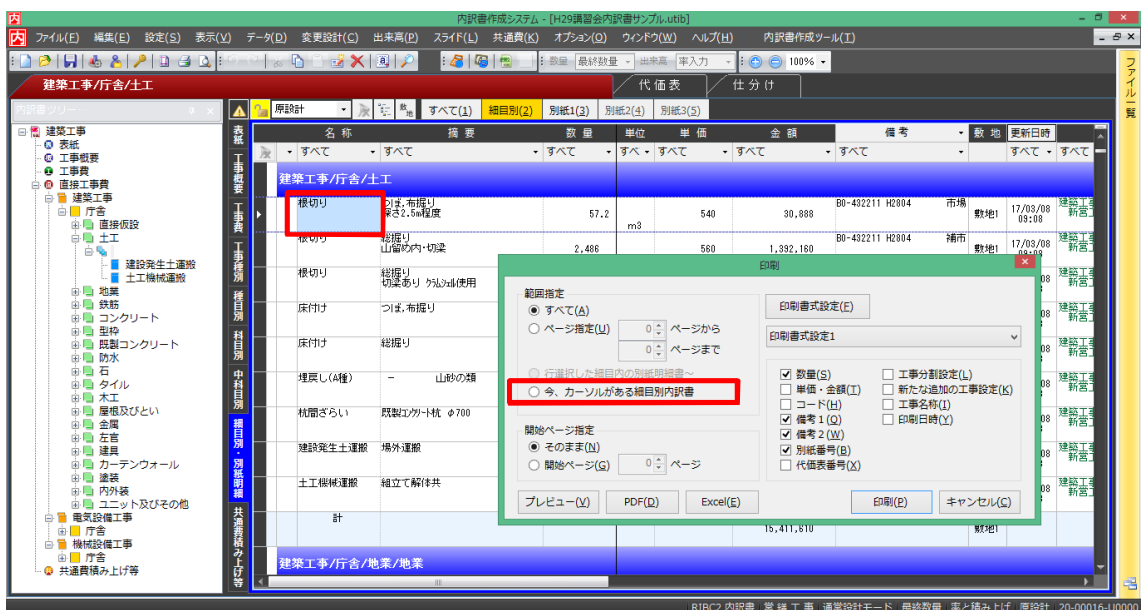 内訳書作成システム - [H29講習会内訳書サンプル.utib]
ファイル(F) 編集(E) 設定(S) 表示(V) データ(D) 変更設計(C) 出来高(P) スライド(L) 共通費(K) オプション(O) ウィンドウ(W) ヘルプ(H) 内訳書作成ツール(T)
数量 最終数量 出来高 率入力 100%
建築工事/庁舎/土工 代価表 仕分け
ファイル一覧
内訳書ツリー
原設計 すべて(1) 細目別(2) 別紙1(3) 別紙2(4) 別紙3(5)
建築工事
表紙
工事概要
工事費
直接工事費
建築工事
庁舎
直接仮設
土工
建設発生土運搬
土工機械運搬
地業
鉄筋
コンクリート
型枠
既製コンクリート
防水
石
タイル
木工
屋根及びとい
金属
左官
建具
カーテンウォール
塗装
内外装
ユニット及びその他
電気設備工事
庁舎
機械設備工事
庁舎
共通費積み上げ等
表紙
工事概要
工事費
工事種別
種目別
科目別
中科目別
細目別・別紙明細
共通費積み上げ等
名 称 摘 要 数 量 単位 単 価 金 額 備 考 敷 地 更新日時
すべて すべて すべて すべ すべて すべて すべて すべて すべて
建築工事/庁舎/土工
根切り つぼ,布掘り 深さ2.5m程度 57.2 m3 540 30,888 B0-432211 H2804 市場 敷地1 17/03/08 09:08
根切り 総掘り 山留め内・切梁 2,486 560 1,392,160 B0-432211 H2804 補市 敷地1 17/03/08 09:08
根切り 総掘り 切梁あり クラムシェル使用
床付け つぼ,布掘り
床付け 総掘り
埋戻し(A種) － 山砂の類
杭間ざらい 既製コンクリート杭 φ700
建設発生土運搬 場外運搬
土工機械運搬 組立て解体共
計 15,411,610 敷地1
建築工事/庁舎/地業/地業
印刷
範囲指定
すべて(A)
ページ指定(U) 0 ページから
0 ページまで
行選択した細目内の別紙明細書～
今、カーソルがある細目別内訳書
開始ページ指定
そのまま(N)
開始ページ(G) 0 ページ
印刷書式設定(F)
印刷書式設定1
数量(S) 工事分割設定(L)
単価・金額(T) 新たな追加の工事設定(K)
コード(H) 工事名称(I)
備考1(Q) 印刷日時(Y)
備考2(W)
別紙番号(B)
代価表番号(X)
プレビュー(V) PDF(D) Excel(E) 印刷(P) キャンセル(C)
RIBC2 内訳書 営 繕 工 事 通常設計モード 最終数量 率と積み上げ 原設計 20-00016-U0000